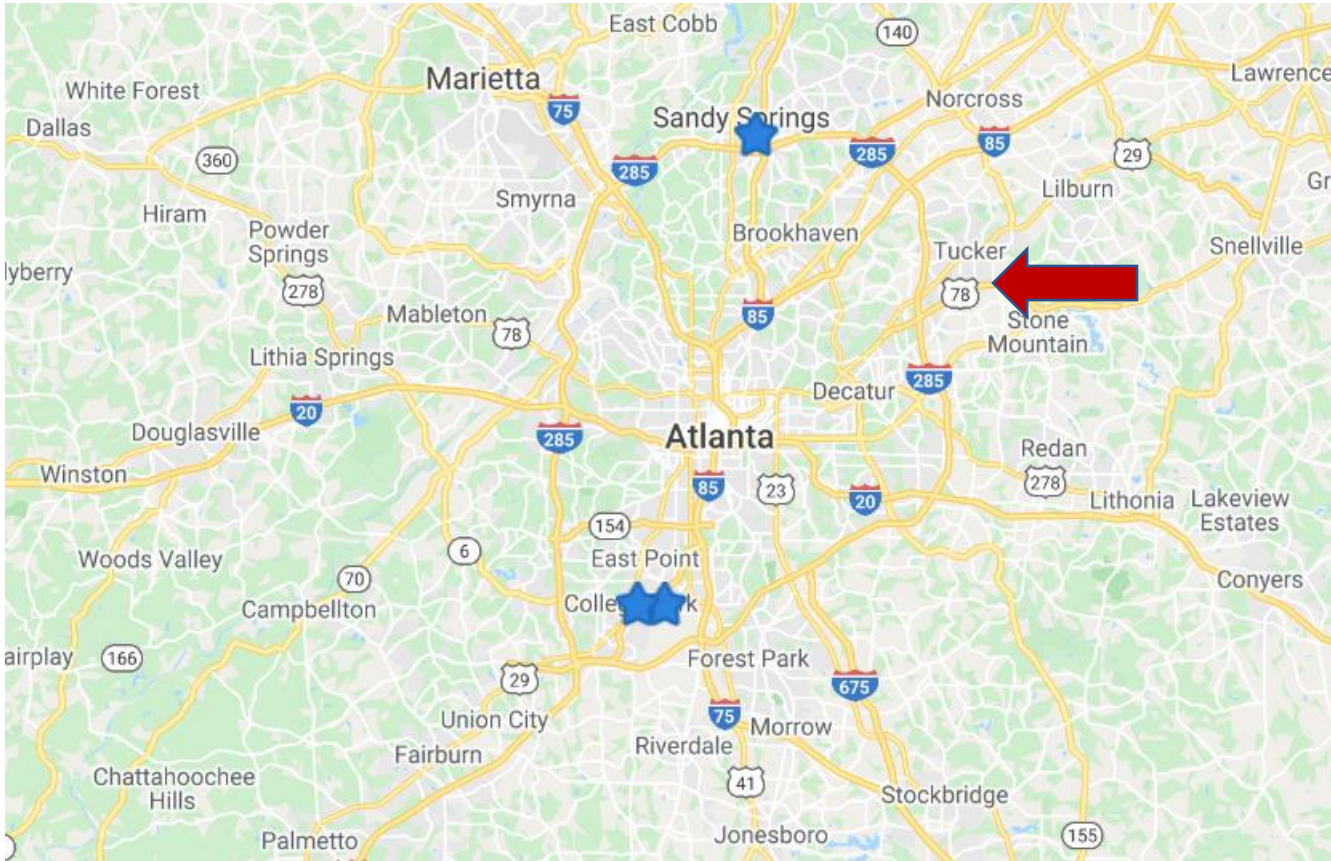 East Cobb
140
Marietta
White Forest
75
Lawrence
Norcross
Dallas
Sandy Springs
360
285
285
85
29
Smyrna
Lilburn
Gr
Hiram
Powder
Springs
Brookhaven
Tucker
Snellville
lyberry
278
78
85
Mableton
78
Stone
Mountain
Lithia Springs
285
Decatur
20
Douglasville
285
Atlanta
Redan
Winston
85
23
20
278
Lithonia
Lakeview
Estates
154
6
East Point
Woods Valley
70
Conyers
Campbellton
airplay
166
Forest Park
29
675
Union City
75
Morrow
Riverdale
Fairburn
Chattahoochee
Hills
41
Stockbridge
Palmetto
Jonesboro
155